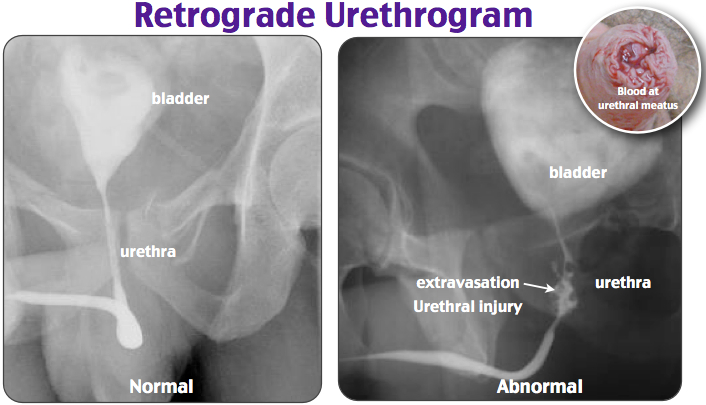 Retrograde Urethrogram
bladder
urethra
Normal
Blood at
urethral meatus
bladder
extravasation
Urethral injury
urethra
Abnormal